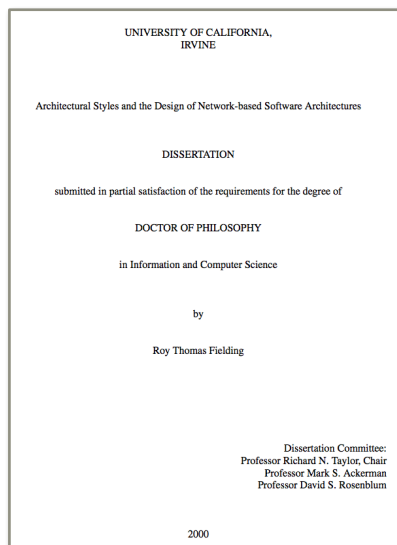 UNIVERSITY OF CALIFORNIA,
IRVINE
Architectural Styles and the Design of Network-based Software Architectures
DISSERTATION
submitted in partial satisfaction of the requirements for the degree of
DOCTOR OF PHILOSOPHY
in Information and Computer Science
by
Roy Thomas Fielding
Dissertation Committee:
Professor Richard N. Taylor, Chair
Professor Mark S. Ackerman
Professor David S. Rosenblum
2000